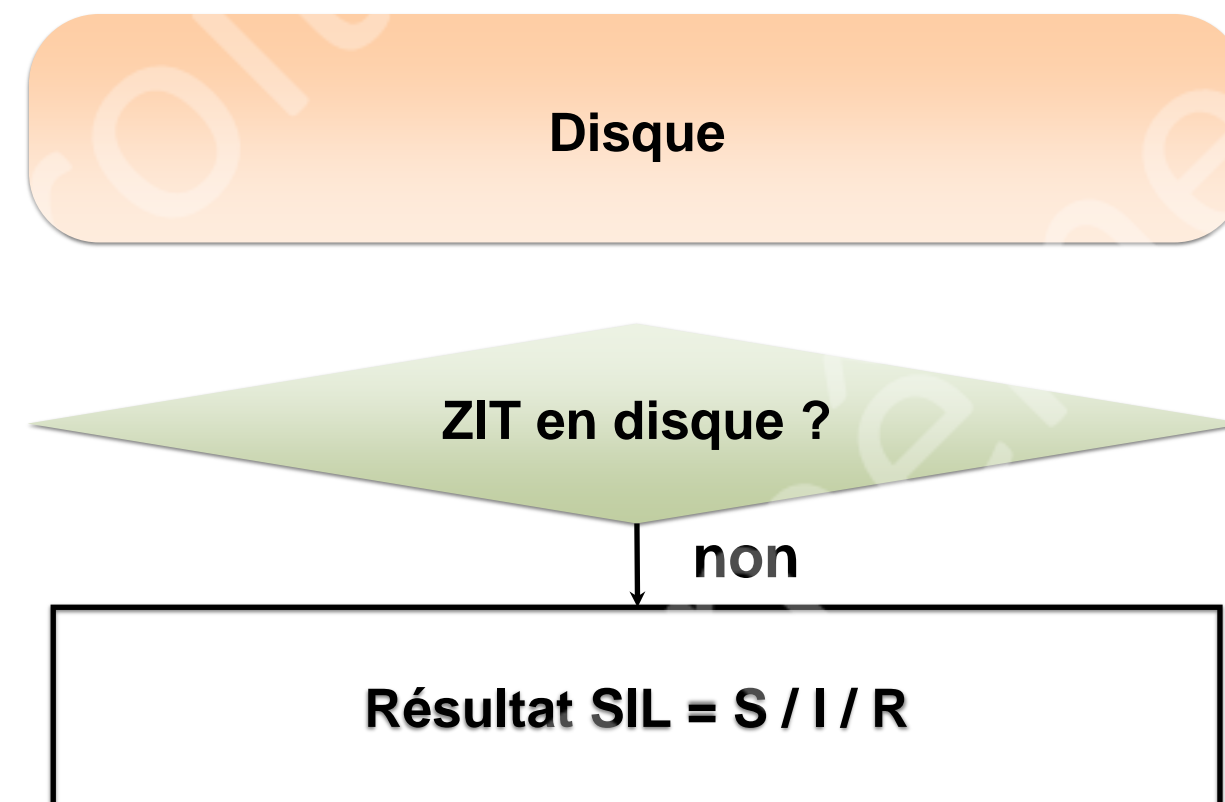 Disque
ZIT en disque ?
non
Résultat SIL = S / I / R